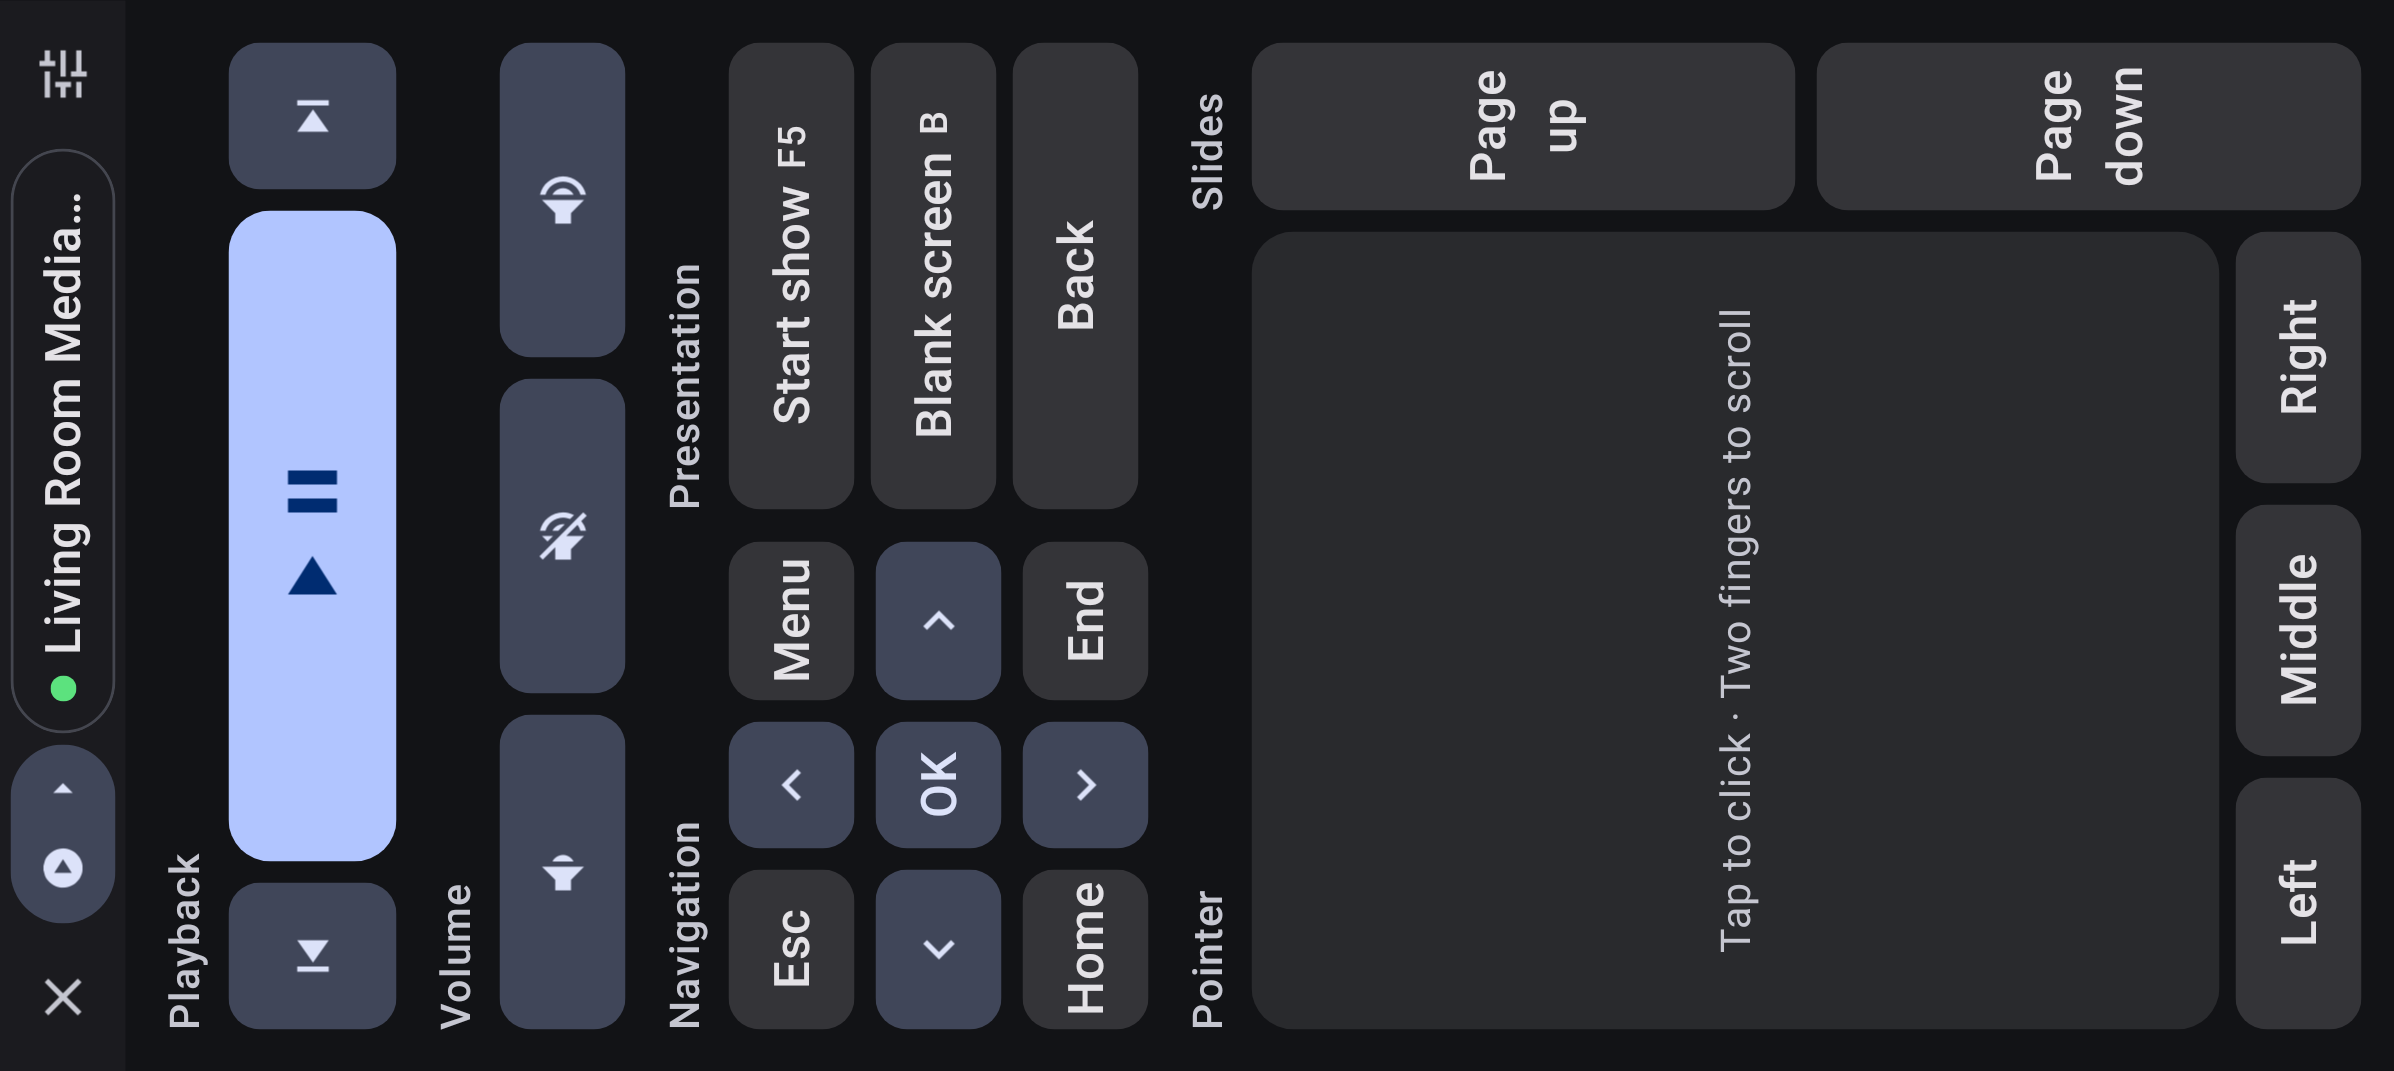 Living Room Media...
Playback
Volume
Navigation
Presentation
Esc
Menu
Start show F5
OK
Blank screen B
Home
End
Back
Pointer
Slides
Tap to click · Two fingers to scroll
Page
up
Page
down
Left
Middle
Right